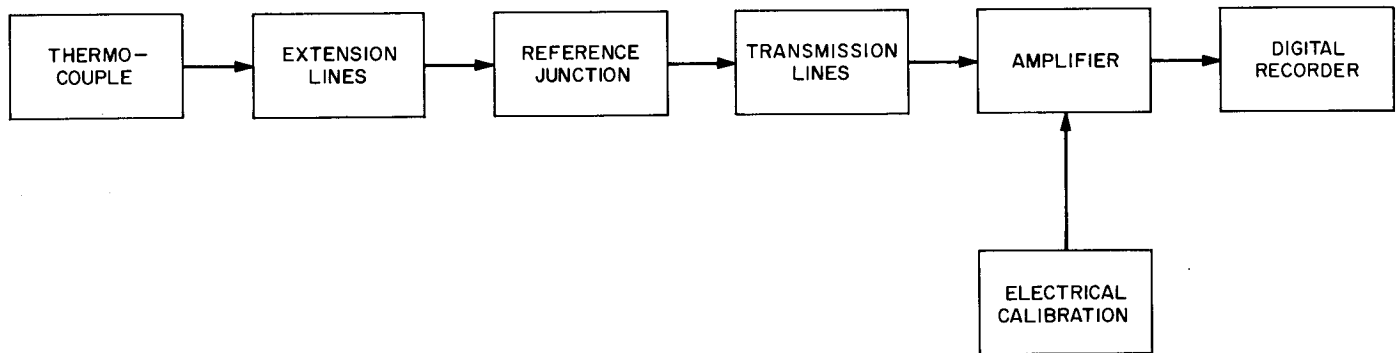 THERMO-
COUPLE
EXTENSION
LINES
REFERENCE
JUNCTION
TRANSMISSION
LINES
AMPLIFIER
DIGITAL
RECORDER
ELECTRICAL
CALIBRATION